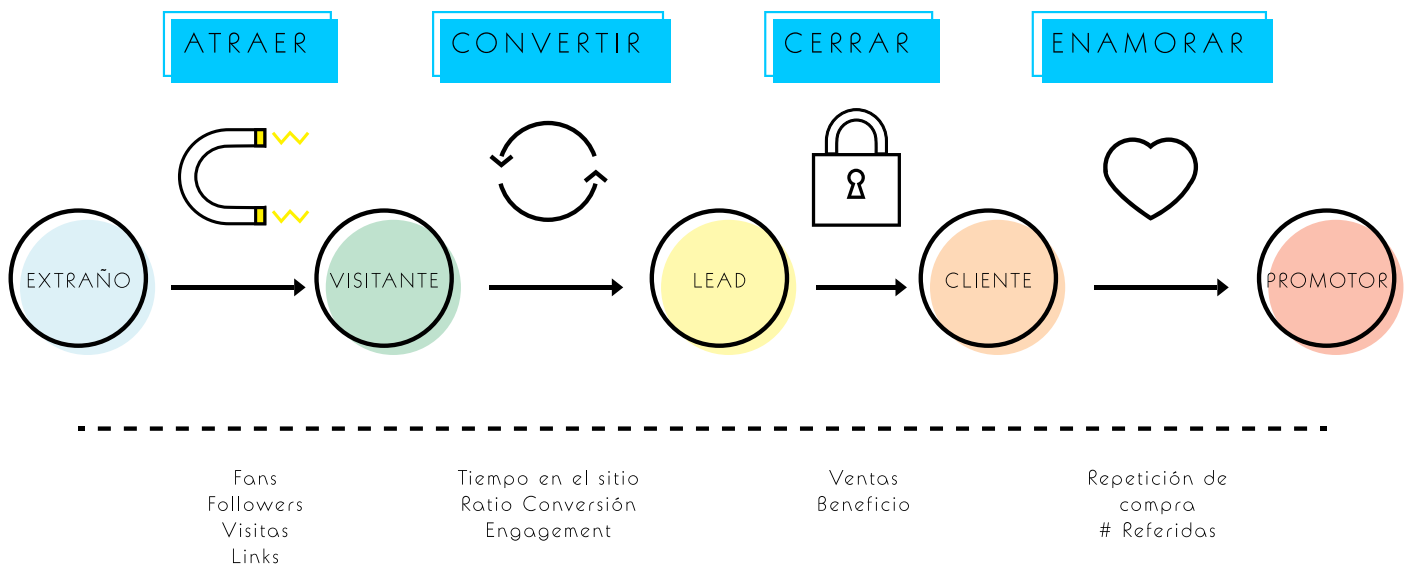 ATRAER
CONVERTIR
CERRAR
ENAMORAR
EXTRAÑO
VISITANTE
LEAD
CLIENTE
PROMOTOR
Fans
Followers
Visitas
Links
Tiempo en el sitio
Ratio Conversión
Engagement
Ventas
Beneficio
Repetición de
compra
# Referidas